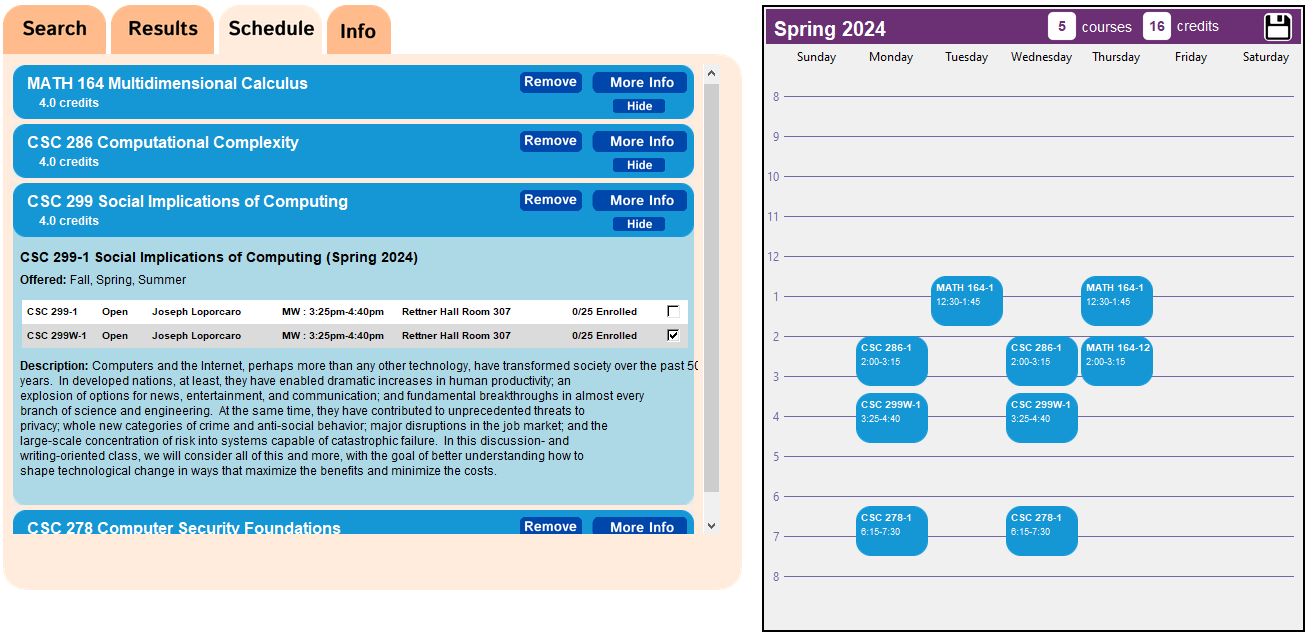 Search
Results
Schedule
Info
MATH 164 Multidimensional Calculus
Remove
More Info
4.0 credits
Hide
CSC 286 Computational Complexity
Remove
More Info
4.0 credits
Hide
CSC 299 Social Implications of Computing
Remove
More Info
4.0 credits
Hide
CSC 299-1 Social Implications of Computing (Spring 2024)
Offered: Fall, Spring, Summer
CSC 299-1 Open Joseph Loporcaro MW : 3:25pm-4:40pm Rettner Hall Room 307 0/25 Enrolled
CSC 299W-1 Open Joseph Loporcaro MW : 3:25pm-4:40pm Rettner Hall Room 307 0/25 Enrolled
Description: Computers and the Internet, perhaps more than any other technology, have transformed society over the past 50
years. In developed nations, at least, they have enabled dramatic increases in human productivity; an
explosion of options for news, entertainment, and communication; and fundamental breakthroughs in almost every
branch of science and engineering. At the same time, they have contributed to unprecedented threats to
privacy; whole new categories of crime and anti-social behavior; major disruptions in the job market; and the
large-scale concentration of risk into systems capable of catastrophic failure. In this discussion- and
writing-oriented class, we will consider all of this and more, with the goal of better understanding how to
shape technological change in ways that maximize the benefits and minimize the costs.
CSC 278 Computer Security Foundations
Remove
More Info
Spring 2024
5 courses 16 credits
Sunday Monday Tuesday Wednesday Thursday Friday Saturday
8
9
10
11
12
1
MATH 164-1
12:30-1:45
MATH 164-1
12:30-1:45
2
CSC 286-1
2:00-3:15
CSC 286-1
2:00-3:15
MATH 164-12
2:00-3:15
3
4
CSC 299W-1
3:25-4:40
CSC 299W-1
3:25-4:40
5
6
CSC 278-1
6:15-7:30
CSC 278-1
6:15-7:30
7
8